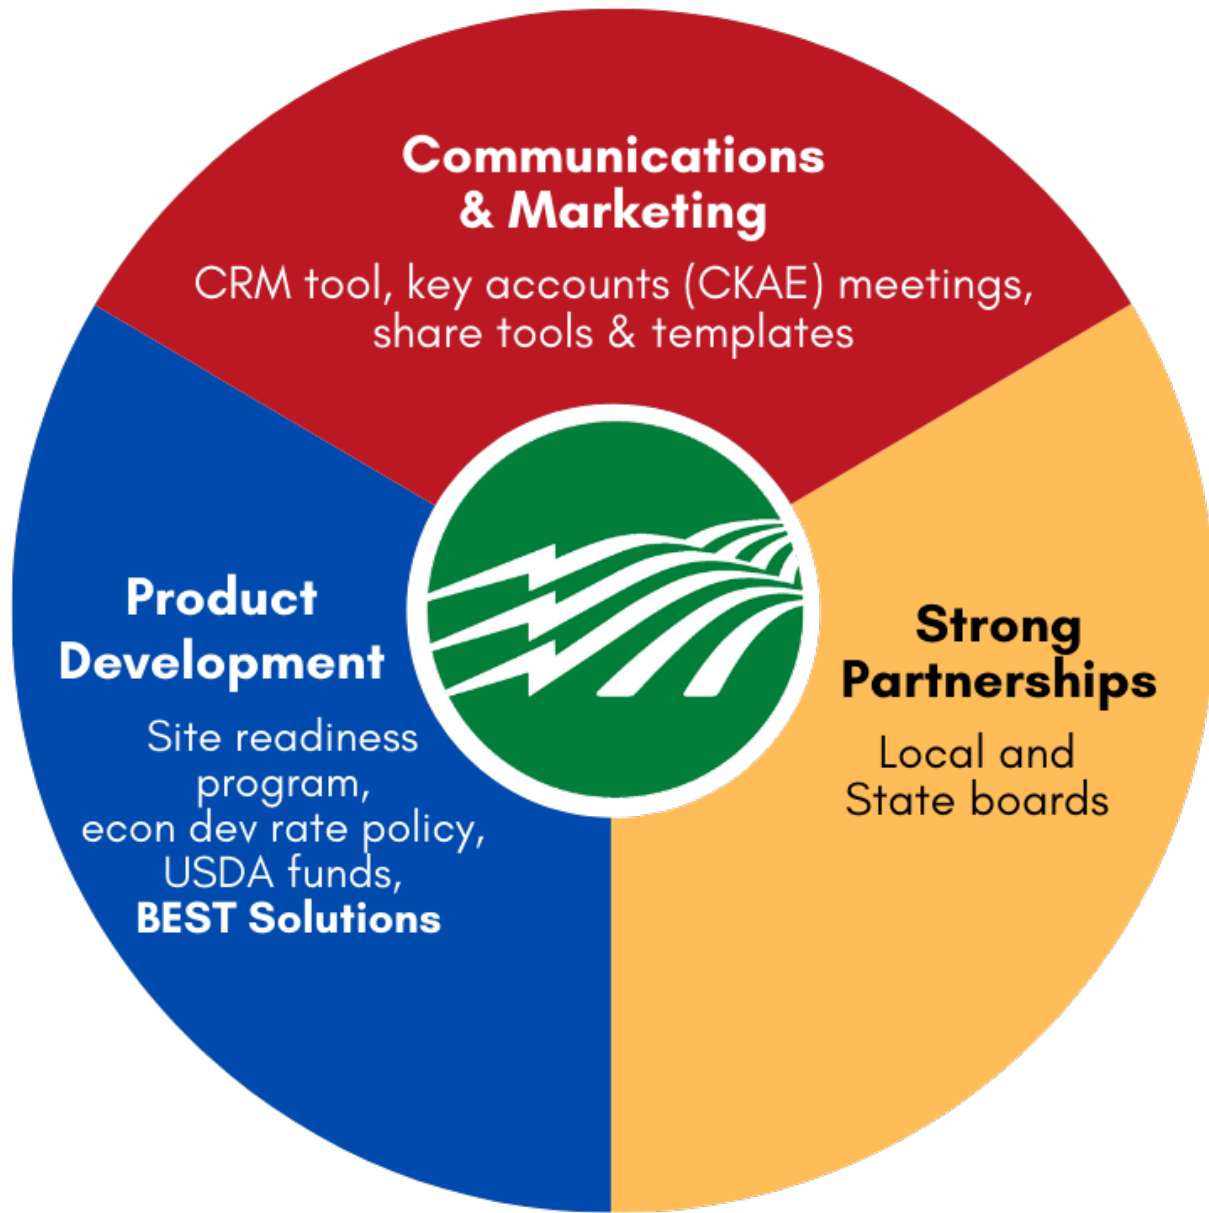 Communications
& Marketing
CRM tool, key accounts (CKAE) meetings,
share tools & templates
Product
Development
Site readiness
program,
econ dev rate policy,
USDA funds,
BEST Solutions
Strong
Partnerships
Local and
State boards